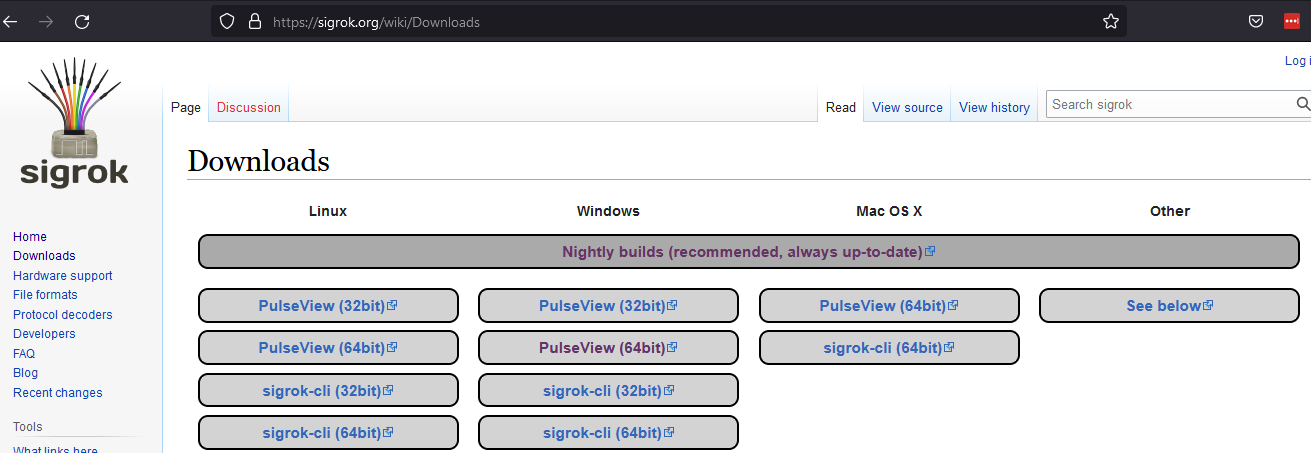 https://sigrok.org/wiki/Downloads
Log i
sigrok
Page
Discussion
Read
View source
View history
Search sigrok
Downloads
Linux
Windows
Mac OS X
Other
Nightly builds (recommended, always up-to-date)
PulseView (32bit)
PulseView (32bit)
PulseView (64bit)
See below
PulseView (64bit)
PulseView (64bit)
sigrok-cli (64bit)
sigrok-cli (32bit)
sigrok-cli (32bit)
sigrok-cli (64bit)
sigrok-cli (64bit)
Home
Downloads
Hardware support
File formats
Protocol decoders
Developers
FAQ
Blog
Recent changes
Tools
What links here